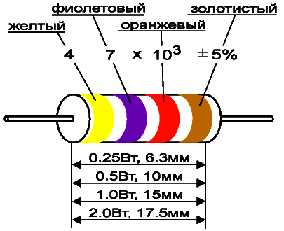 фиолетовый
золотистый
желтый
оранжевый
4 7 x 10³ ±5%
0.25Вт, 6.3мм
0.5Вт, 10мм
1.0Вт, 15мм
2.0Вт, 17.5мм